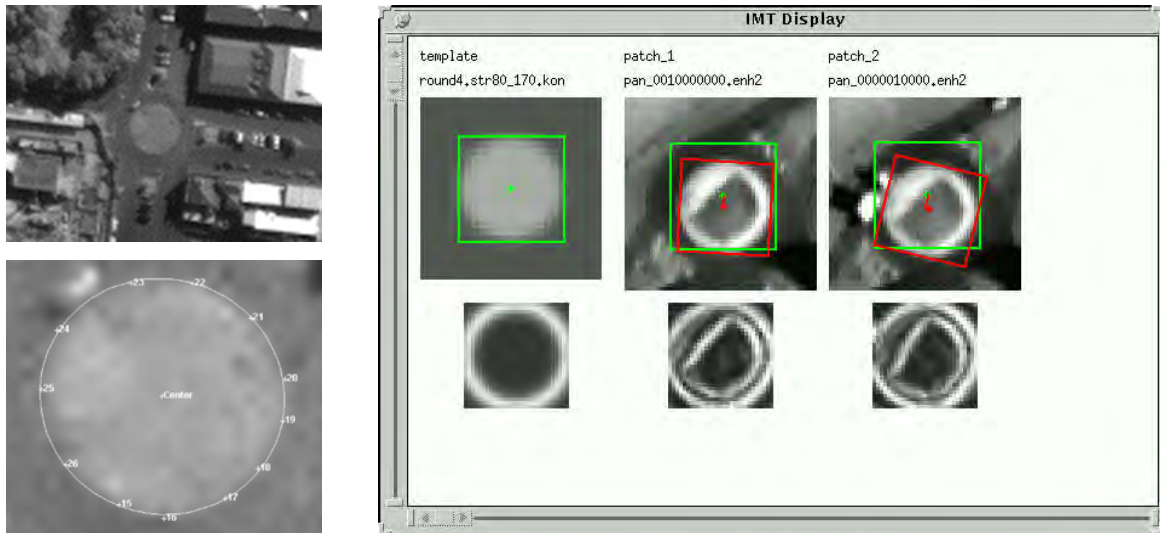 IMT Display
template patch_1 patch_2
round4.str80_170.kon pan_0010000000.enh2 pan_0000010000.enh2
23 22
24 21
25 Center 20
19
26 18
15 16 17